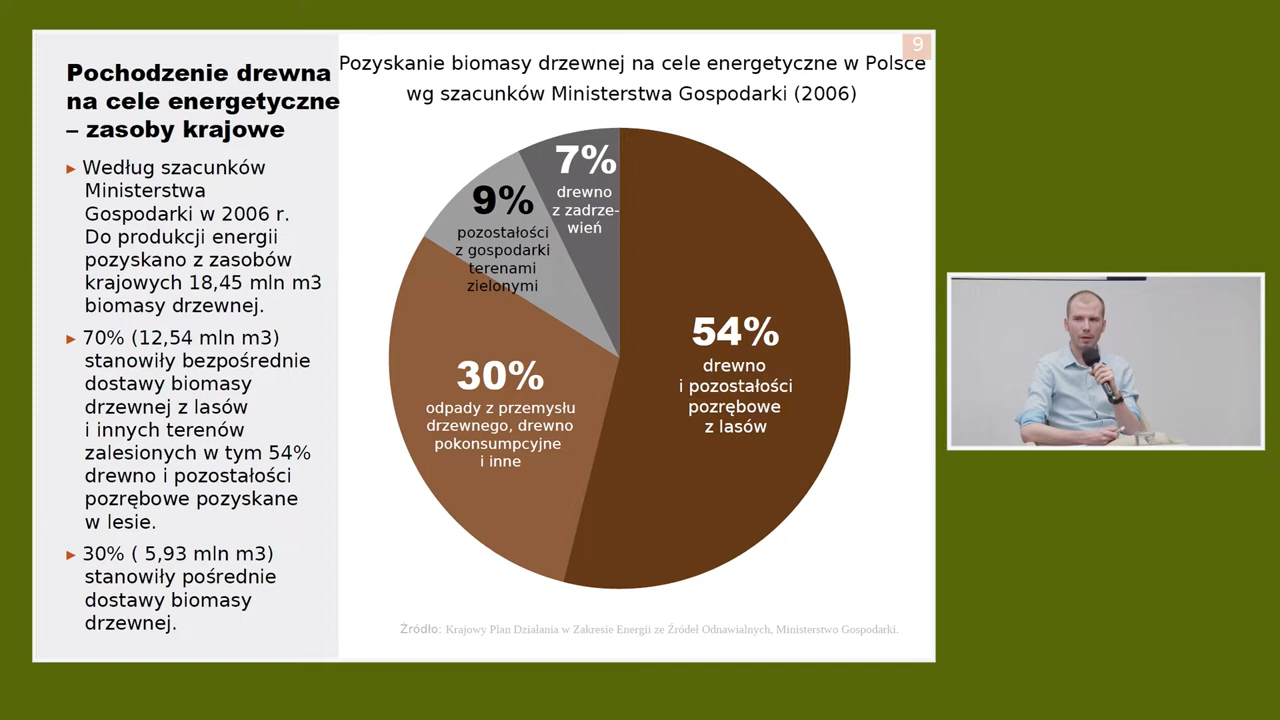 Pochodzenie drewna
na cele energetyczne
– zasoby krajowe
▸ Według szacunków
Ministerstwa
Gospodarki w 2006 r.
Do produkcji energii
pozyskano z zasobów
krajowych 18,45 mln m3
biomasy drzewnej.
▸ 70% (12,54 mln m3)
stanowiły bezpośrednie
dostawy biomasy
drzewnej z lasów
i innych terenów
zalesionych w tym 54%
drewno i pozostałości
pozrębowe pozyskane
w lesie.
▸ 30% ( 5,93 mln m3)
stanowiły pośrednie
dostawy biomasy
drzewnej.
9
Pozyskanie biomasy drzewnej na cele energetyczne w Polsce
wg szacunków Ministerstwa Gospodarki (2006)
7%
drewno
z zadrze-
wień
9%
pozostałości
z gospodarki
terenami
zielonymi
54%
drewno
i pozostałości
pozrębowe
z lasów
30%
odpady z przemysłu
drzewnego, drewno
pokonsumpcyjne
i inne
Źródło: Krajowy Plan Działania w Zakresie Energii ze Źródeł Odnawialnych, Ministerstwo Gospodarki.